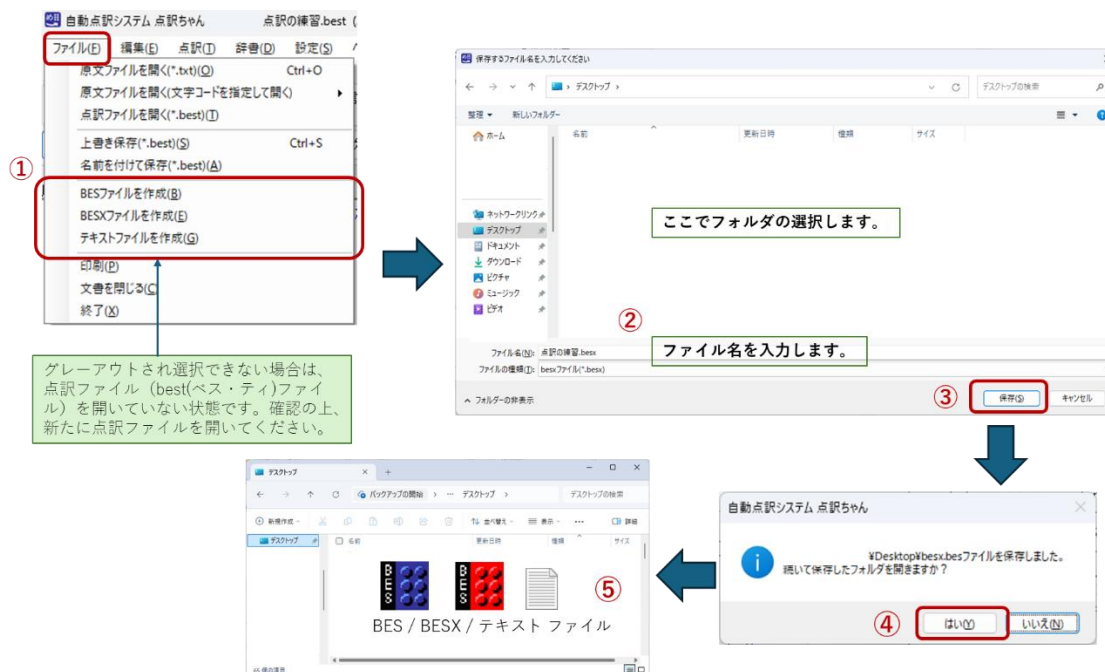 自動点訳システム 点訳ちゃん 点訳の練習.best (
ファイル(F) 編集(E) 点訳(T) 辞書(D) 設定(S)
原文ファイルを開く(*.txt)(O) Ctrl+O
原文ファイルを開く(文字コードを指定して開く)
点訳ファイルを開く(*.best)(T)
上書き保存(*.best)(S) Ctrl+S
名前を付けて保存(*.best)(A)
①
BESファイルを作成(B)
BESXファイルを作成(E)
テキストファイルを作成(G)
印刷(P)
文書を閉じる(C)
終了(X)
グレーアウトされ選択できない場合は、
点訳ファイル(best(ベス・ティ)ファイ
ル)を開いていない状態です。確認の上、
新たに点訳ファイルを開いてください。
保存するファイル名を入力してください
デスクトップ
デスクトップの検索
整理 新しいフォルダー
ホーム
名前 更新日時 種類 サイズ
ネットワークリンク
デスクトップ
ドキュメント
ダウンロード
ピクチャ
ミュージック
ビデオ
ここでフォルダの選択します。
②
ファイル名を入力します。
ファイル名(N): 点訳の練習.besx
ファイルの種類(T): besxファイル(*.besx)
フォルダーの非表示
③
保存(S) キャンセル
自動点訳システム 点訳ちゃん
¥Desktop¥besx.besファイルを保存しました。
続いて保存したフォルダを開きますか?
④
はい(Y) いいえ(N)
デスクトップ
バックアップの開始 … デスクトップ デスクトップの検索
新規作成 並べ替え 表示 … 詳細
デスクトップ
名前 更新日時 種類 サイズ
BES
BES
⑤
BES / BESX / テキスト ファイル